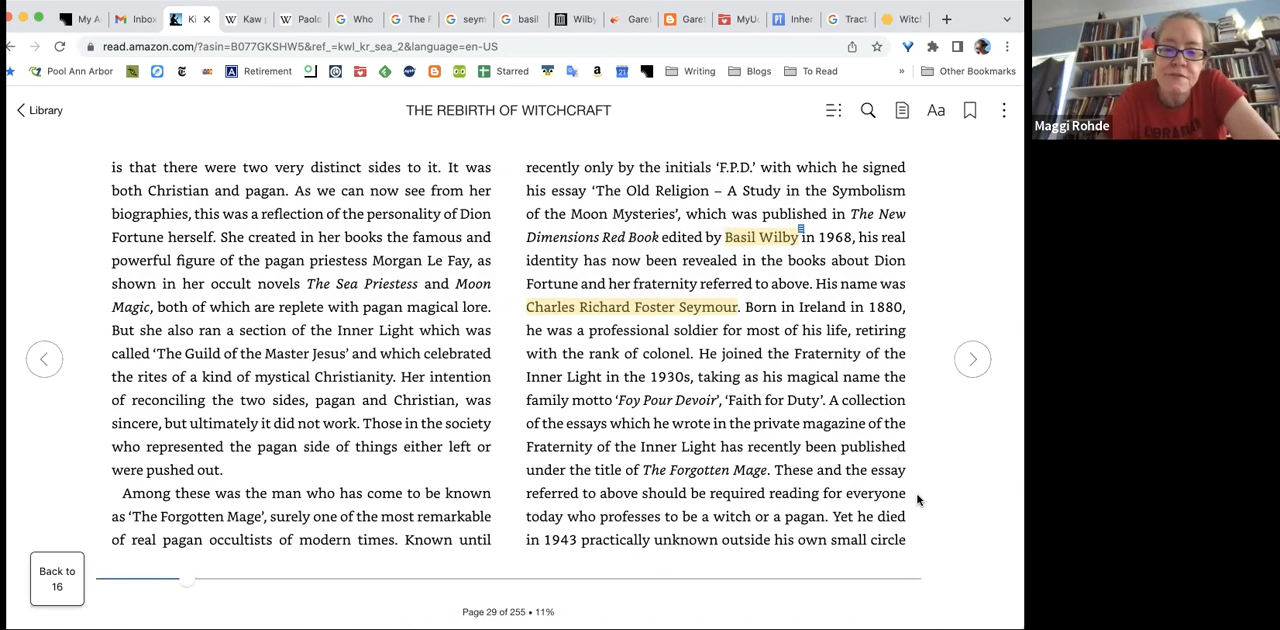 My A
Inbox
Ki
Kaw
Paolo
Who
The F
seym
basil
Wilby
Garet
Garet
MyU
Inher
Tract
Witcl
read.amazon.com/?asin=B077GKSHW5&ref_=kwl_kr_sea_2&language=en-US
Pool Ann Arbor
Retirement
Starred
Writing
Blogs
To Read
»
Other Bookmarks
Library
THE REBIRTH OF WITCHCRAFT
Aa
is that there were two very distinct sides to it. It was
both Christian and pagan. As we can now see from her
biographies, this was a reflection of the personality of Dion
Fortune herself. She created in her books the famous and
powerful figure of the pagan priestess Morgan Le Fay, as
shown in her occult novels The Sea Priestess and Moon
Magic, both of which are replete with pagan magical lore.
But she also ran a section of the Inner Light which was
called ‘The Guild of the Master Jesus’ and which celebrated
the rites of a kind of mystical Christianity. Her intention
of reconciling the two sides, pagan and Christian, was
sincere, but ultimately it did not work. Those in the society
who represented the pagan side of things either left or
were pushed out.
Among these was the man who has come to be known
as ‘The Forgotten Mage’, surely one of the most remarkable
of real pagan occultists of modern times. Known until
recently only by the initials ‘F.P.D.’ with which he signed
his essay ‘The Old Religion – A Study in the Symbolism
of the Moon Mysteries’, which was published in The New
Dimensions Red Book edited by Basil Wilby in 1968, his real
identity has now been revealed in the books about Dion
Fortune and her fraternity referred to above. His name was
Charles Richard Foster Seymour. Born in Ireland in 1880,
he was a professional soldier for most of his life, retiring
with the rank of colonel. He joined the Fraternity of the
Inner Light in the 1930s, taking as his magical name the
family motto ‘Foy Pour Devoir’, ‘Faith for Duty’. A collection
of the essays which he wrote in the private magazine of the
Fraternity of the Inner Light has recently been published
under the title of The Forgotten Mage. These and the essay
referred to above should be required reading for everyone
today who professes to be a witch or a pagan. Yet he died
in 1943 practically unknown outside his own small circle
Back to
16
Page 29 of 255 • 11%
Maggi Rohde